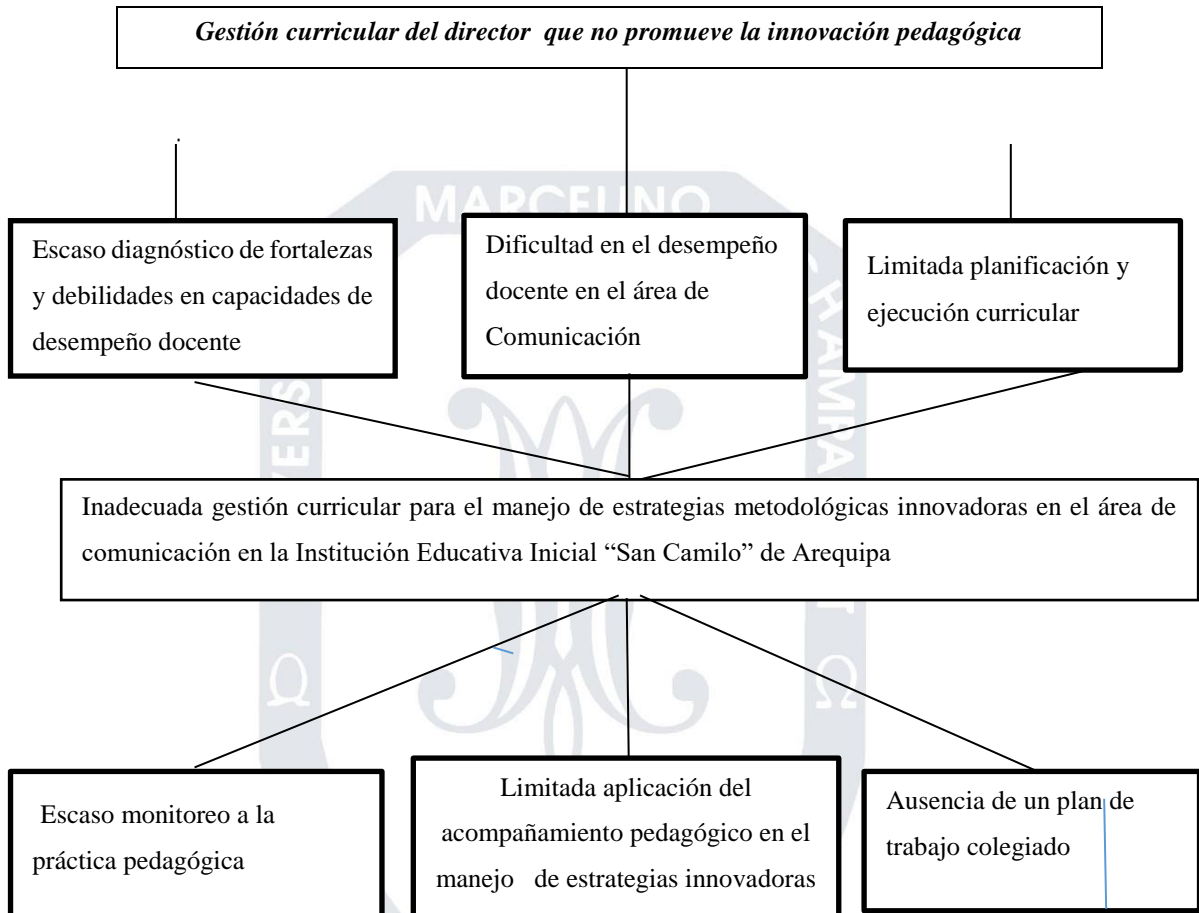 Gestión curricular del director que no promueve la innovación pedagógica
MARCELINO
Escaso diagnóstico de fortalezas
y debilidades en capacidades de
desempeño docente
Dificultad en el desempeño
docente en el área de
Comunicación
Limitada planificación y
ejecución curricular
Inadecuada gestión curricular para el manejo de estrategias metodológicas innovadoras en el área de
comunicación en la Institución Educativa Inicial “San Camilo” de Arequipa
Escaso monitoreo a la
práctica pedagógica
Limitada aplicación del
acompañamiento pedagógico en el
manejo de estrategias innovadoras
Ausencia de un plan de
trabajo colegiado